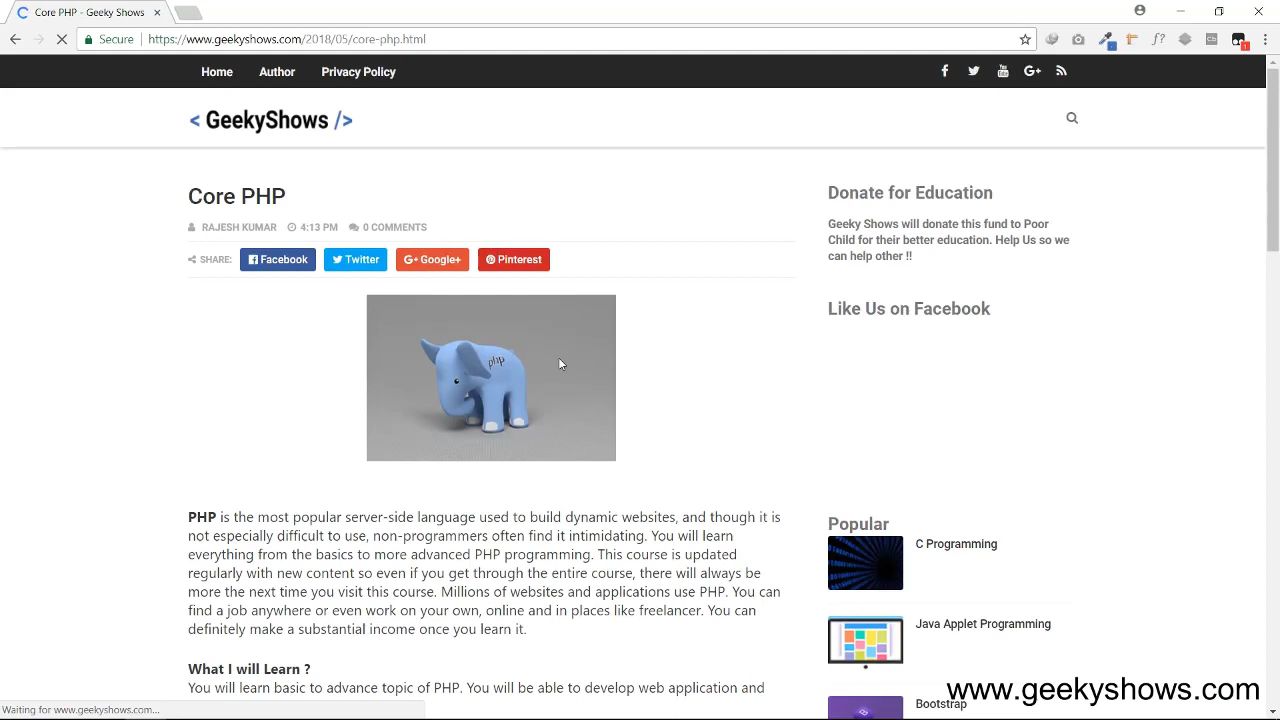 Core PHP - Geeky Shows
Secure
https://www.geekyshows.com/2018/05/core-php.html
Home
Author
Privacy Policy
< GeekyShows />
Core PHP
RAJESH KUMAR
4:13 PM
0 COMMENTS
SHARE:
Facebook
Twitter
Google+
Pinterest
php
PHP is the most popular server-side language used to build dynamic websites, and though it is
not especially difficult to use, non-programmers often find it intimidating. You will learn
everything from the basics to more advanced PHP programming. This course is updated
regularly with new content so even if you get through the entire course, there will always be
more the next time you visit this course. Millions of websites and applications use PHP. You can
find a job anywhere or even work on your own, online and in places like freelancer. You can
definitely make a substantial income once you learn it.
What I will Learn ?
You will learn basic to advance topic of PHP. You will be able to develop web application and
Donate for Education
Geeky Shows will donate this fund to Poor
Child for their better education. Help Us so we
can help other !!
Like Us on Facebook
Popular
C Programming
Java Applet Programming
Bootstrap
www.geekyshows.com
Waiting for www.geekyshows.com...